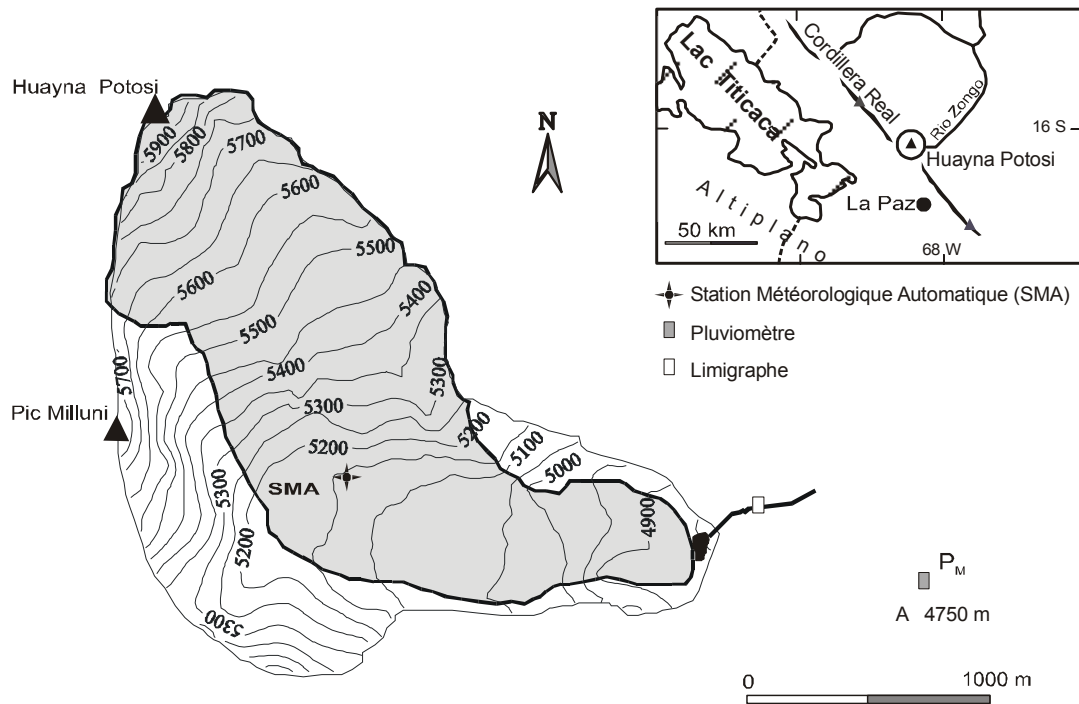 Huayna Potosi
5900
5800
5700
5600
5500
5400
5600
5500
5400
5300
5300
5200
5200
5100
5000
5700
Pic Milluni
SMA
5300
5200
4900
5300
N
Lac Titicaca
Cordillera Real
Rio Zongo
16 S
Huayna Potosi
La Paz
Altiplano
50 km
68 W
Station Météorologique Automatique (SMA)
Pluviomètre
Limigraphe
PM
A 4750 m
0 1000 m